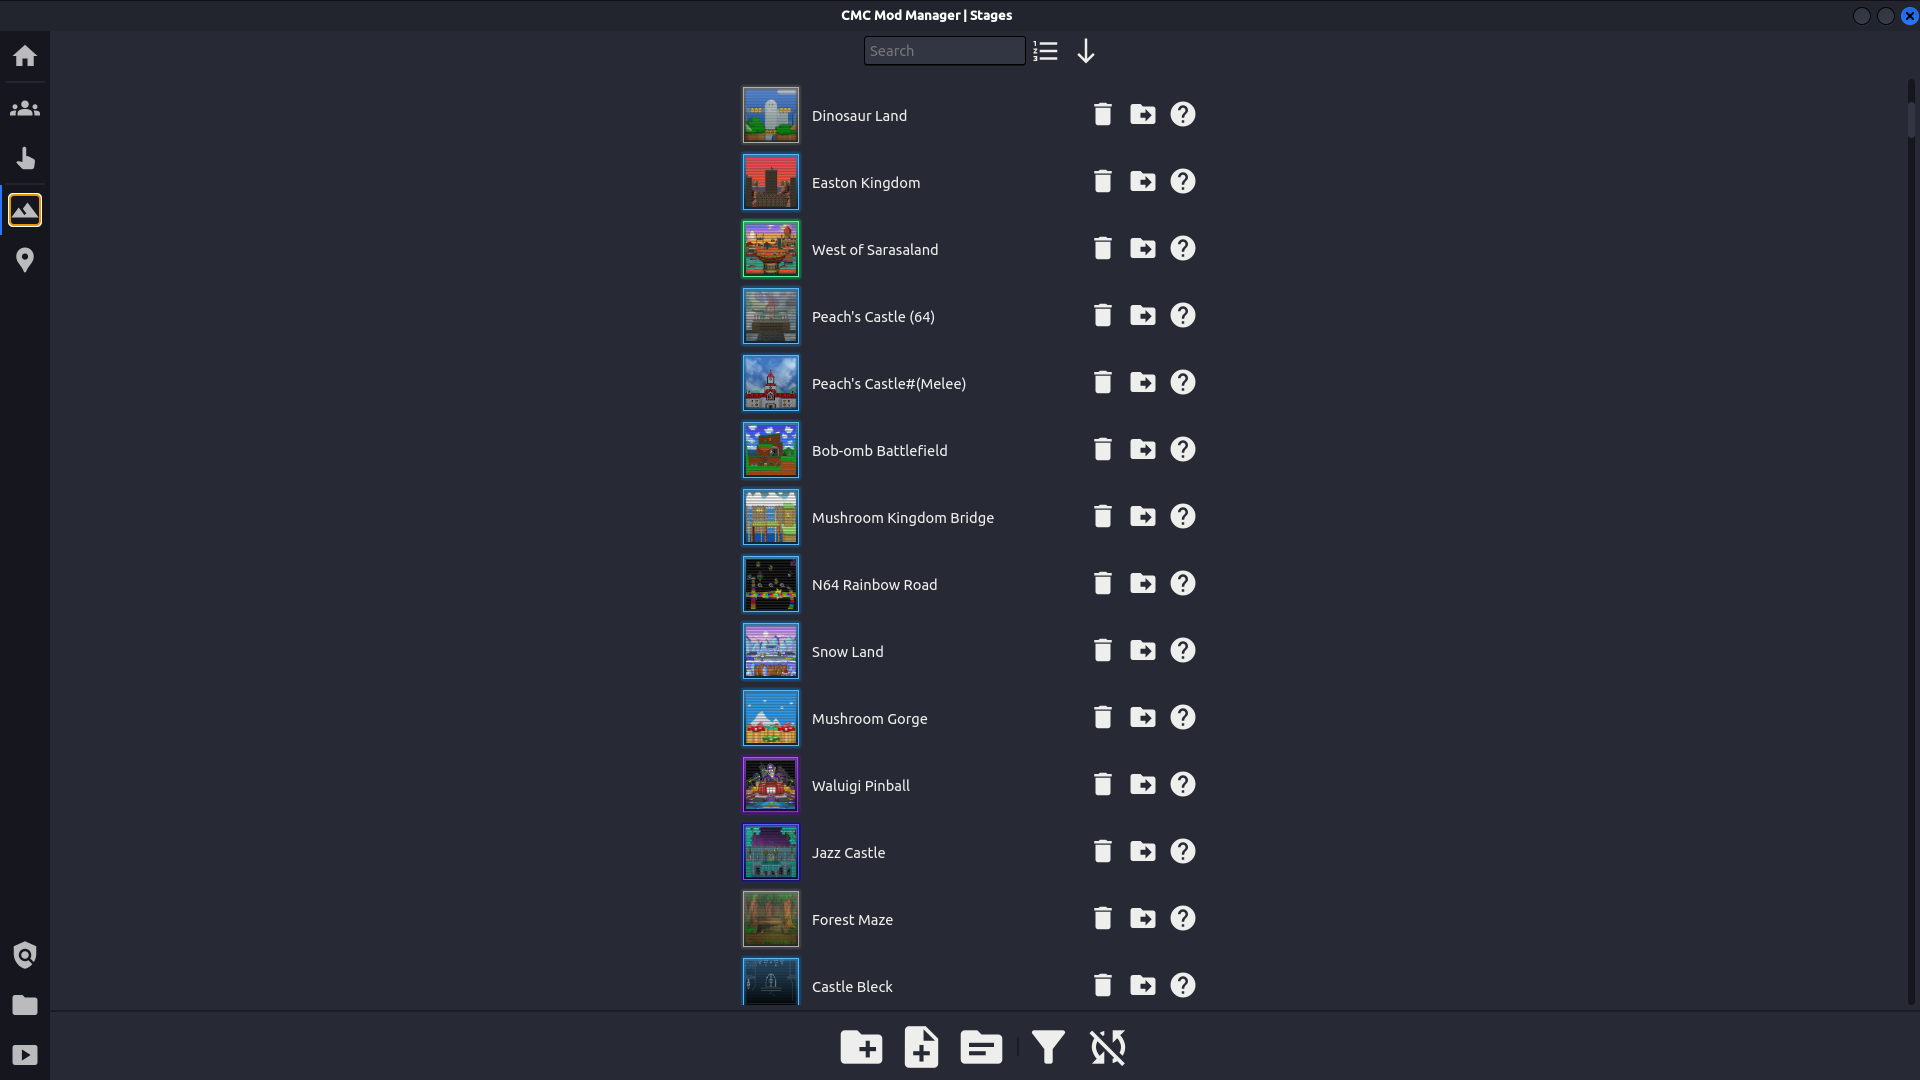 CMC Mod Manager | Stages
Search
Dinosaur Land
Easton Kingdom
West of Sarasaland
Peach's Castle (64)
Peach's Castle#(Melee)
Bob-omb Battlefield
Mushroom Kingdom Bridge
N64 Rainbow Road
Snow Land
Mushroom Gorge
Waluigi Pinball
Jazz Castle
Forest Maze
Castle Bleck